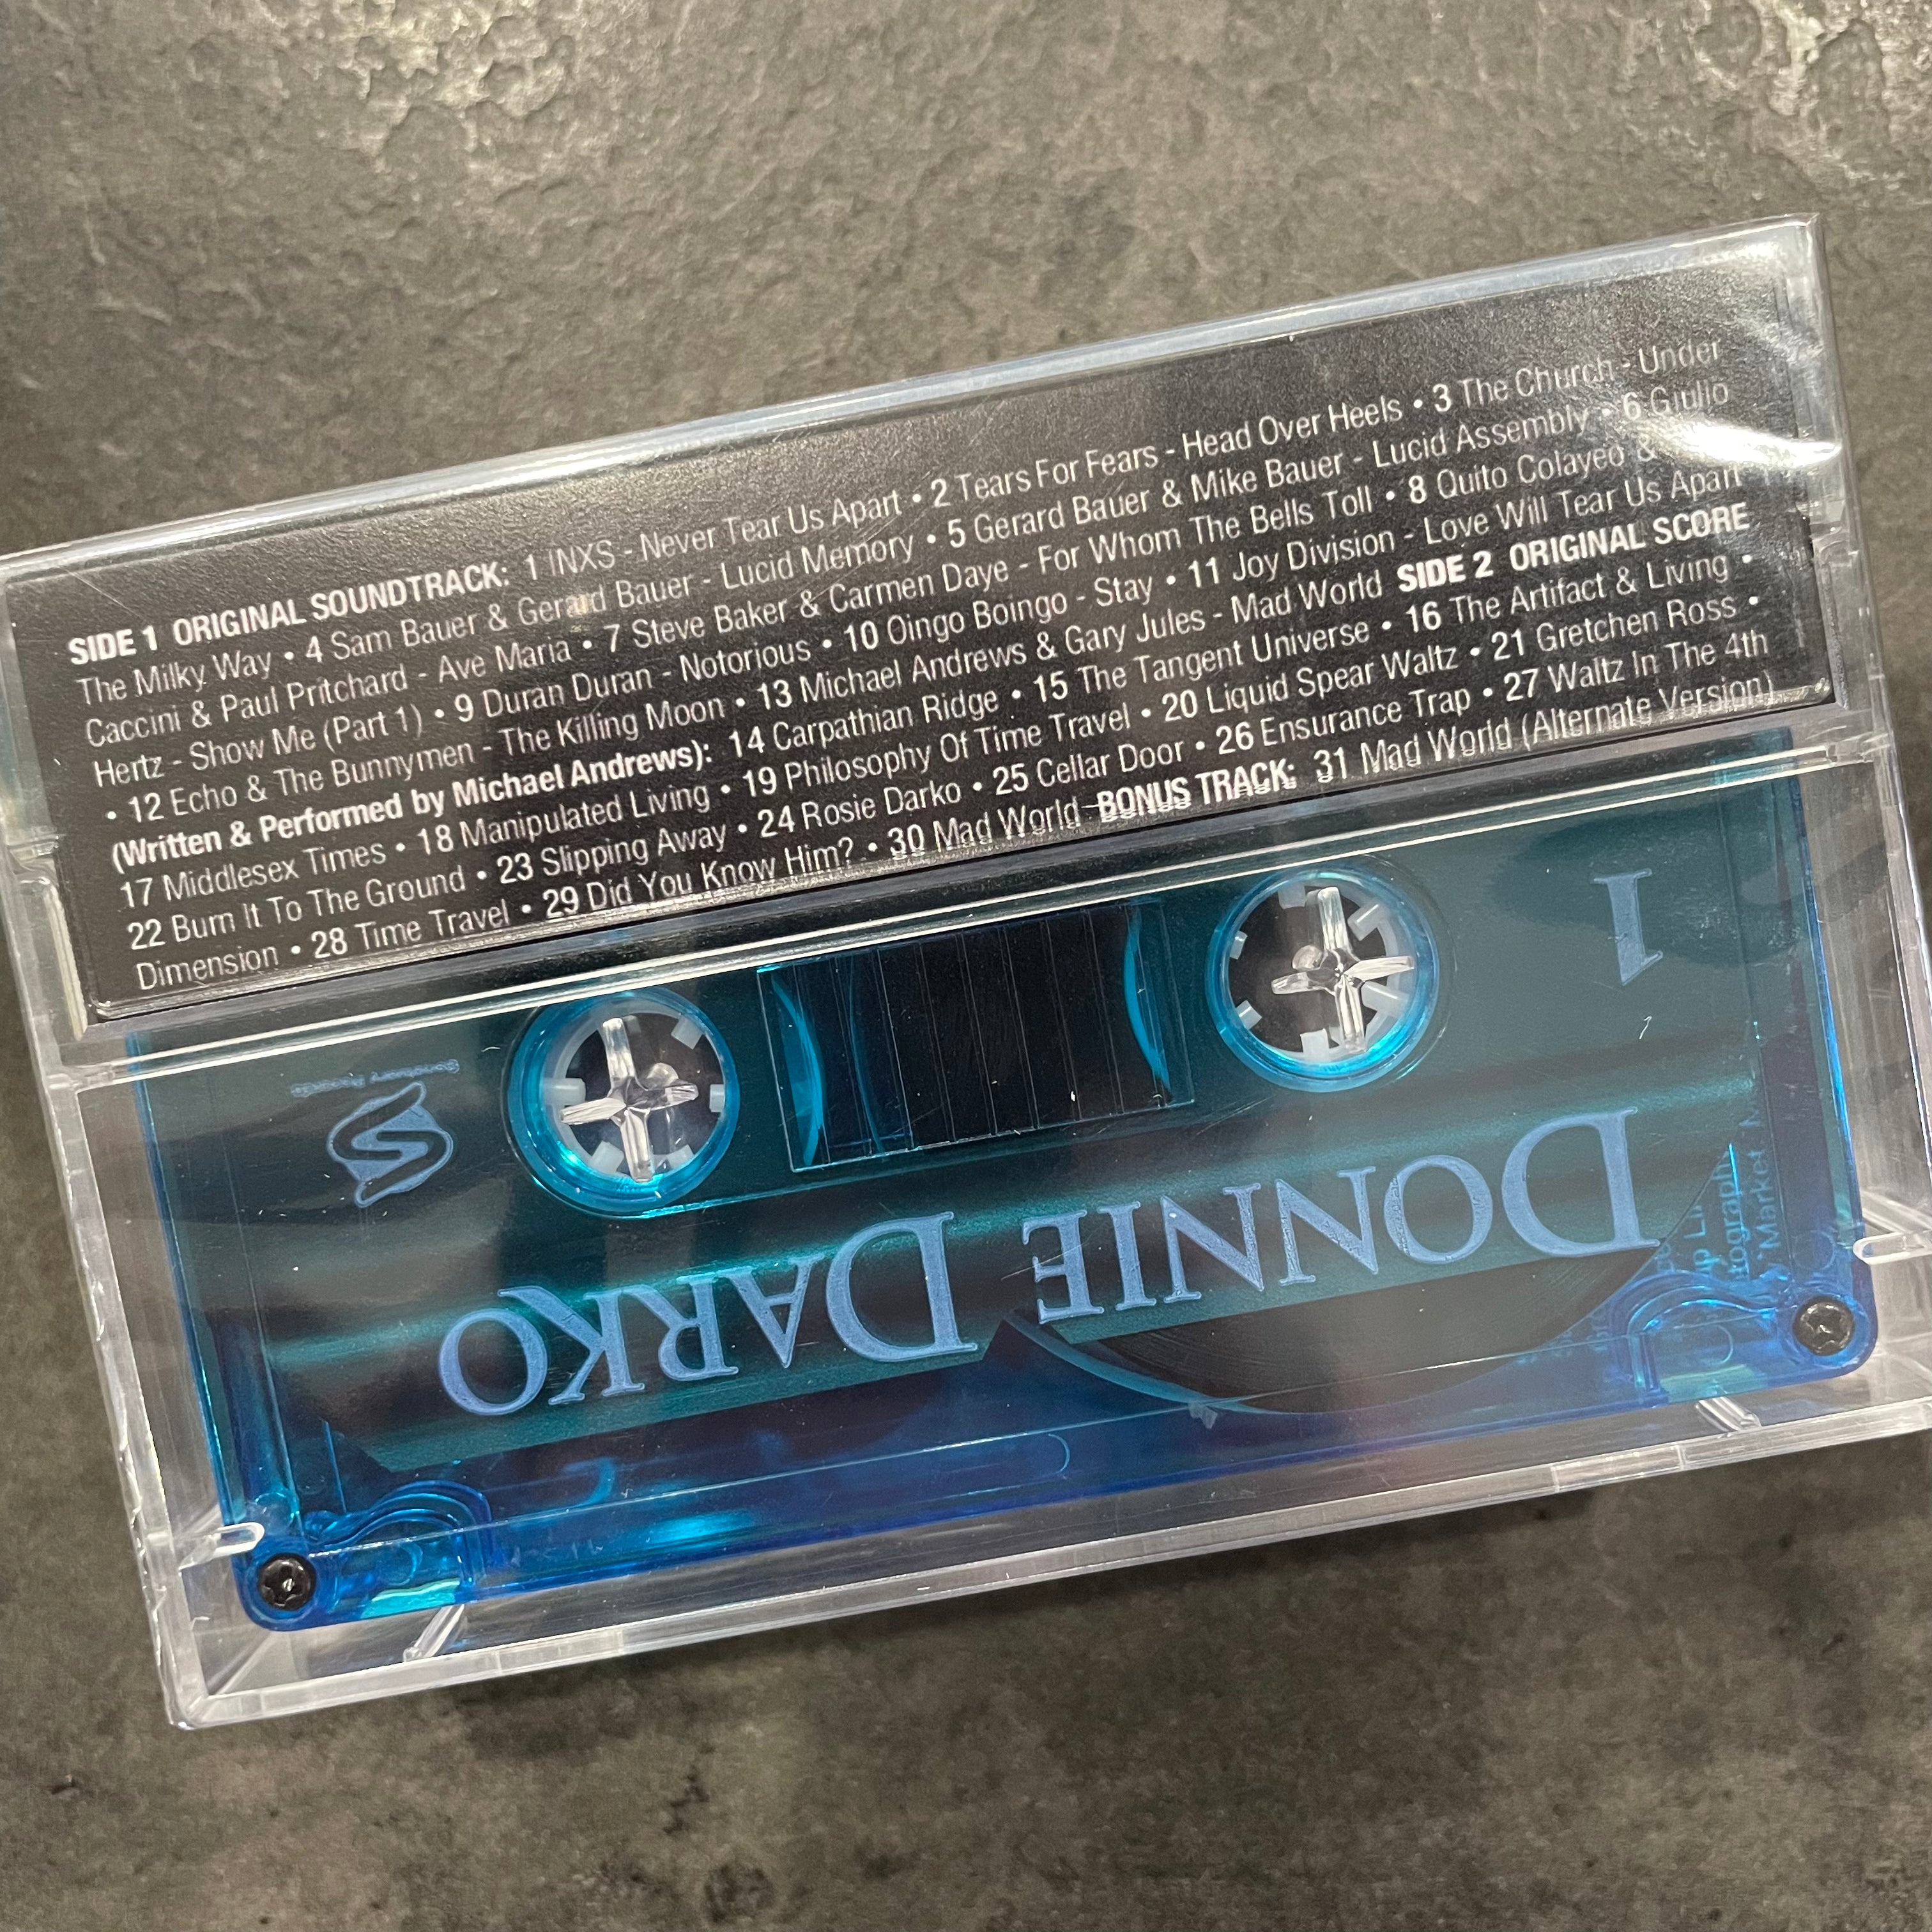 SIDE 1 ORIGINAL SOUNDTRACK: 1 INXS - Never Tear Us Apart • 2 Tears For Fears - Head Over Heels • 3 The Church - Under
The Milky Way • 4 Sam Bauer & Gerard Bauer - Lucid Memory • 5 Gerard Bauer & Mike Bauer - Lucid Assembly • 6 Giulio
Caccini & Paul Pritchard - Ave Maria • 7 Steve Baker & Carmen Daye - For Whom The Bells Toll • 8 Quito Colayeo &
Hertz - Show Me (Part 1) • 9 Duran Duran - Notorious • 10 Oingo Boingo - Stay • 11 Joy Division - Love Will Tear Us Apart
• 12 Echo & The Bunnymen - The Killing Moon • 13 Michael Andrews & Gary Jules - Mad World SIDE 2 ORIGINAL SCORE
(Written & Performed by Michael Andrews): 14 Carpathian Ridge • 15 The Tangent Universe • 16 The Artifact & Living •
17 Middlesex Times • 18 Manipulated Living • 19 Philosophy Of Time Travel • 20 Liquid Spear Waltz • 21 Gretchen Ross •
22 Burn It To The Ground • 23 Slipping Away • 24 Rosie Darko • 25 Cellar Door • 26 Ensurance Trap • 27 Waltz In The 4th
Dimension • 28 Time Travel • 29 Did You Know Him? • 30 Mad World BONUS TRACK: 31 Mad World (Alternate Version)
1
Sanctuary Records
DONNIE DARKO